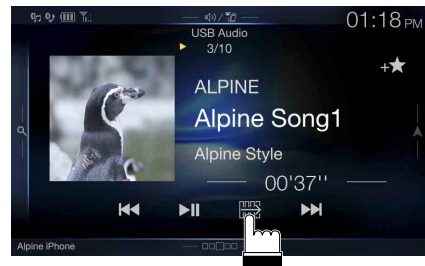 01:18 PM
USB Audio
3/10
ALPINE
Alpine Song1
Alpine Style
00'37''
Alpine iPhone